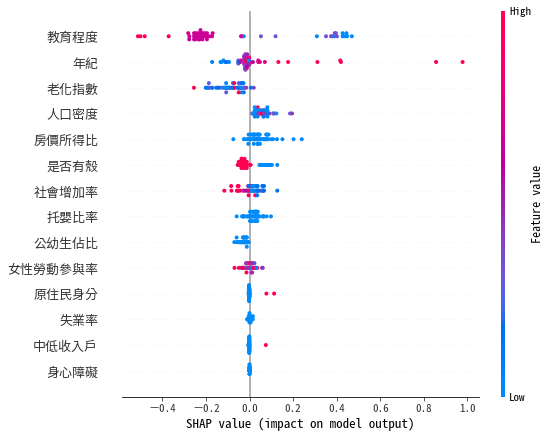 High
教育程度
年紀
老化指數
人口密度
房價所得比
是否有殼
社會增加率
托嬰比率
公幼生佔比
女性勞動參與率
原住民身分
失業率
中低收入戶
身心障礙
Feature value
Low
−0.4 −0.2 0.0 0.2 0.4 0.6 0.8 1.0
SHAP value (impact on model output)